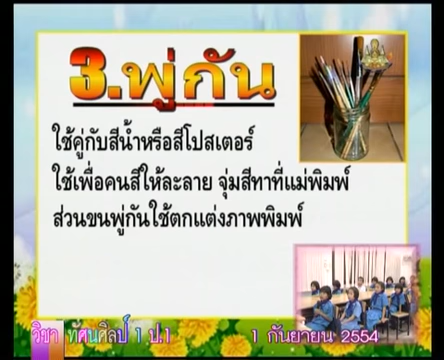 3.พู่กัน
ใช้คู่กับสีน้ำหรือสีโปสเตอร์
ใช้เพื่อคนสีให้ละลาย จุ่มสีทาที่แม่พิมพ์
ส่วนขนพู่กันใช้ตกแต่งภาพพิมพ์
วิชา ทัศนศิลป์ 1 ป.1
1 กันยายน 2554